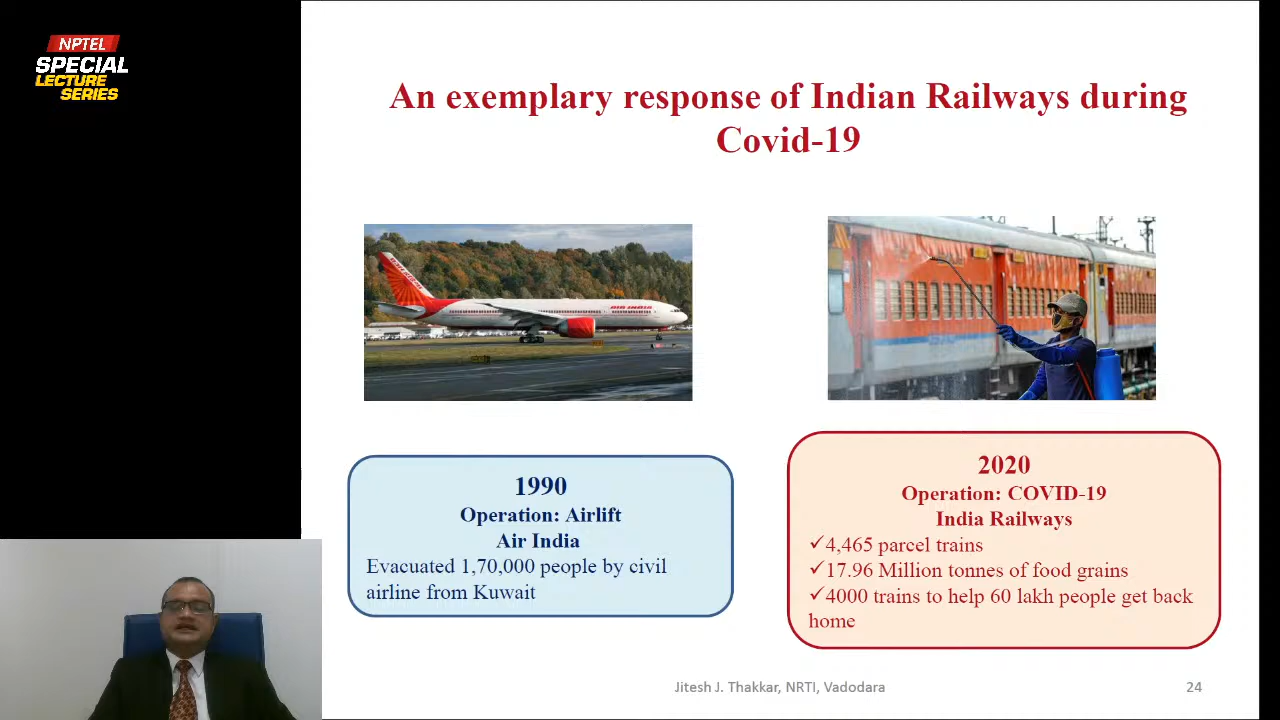 NPTEL
SPECIAL
LECTURE
SERIES
An exemplary response of Indian Railways during
Covid-19
AIR INDIA
1990
Operation: Airlift
Air India
Evacuated 1,70,000 people by civil
airline from Kuwait
2020
Operation: COVID-19
India Railways
✓4,465 parcel trains
✓17.96 Million tonnes of food grains
✓4000 trains to help 60 lakh people get back
home
Jitesh J. Thakkar, NRTI, Vadodara
24